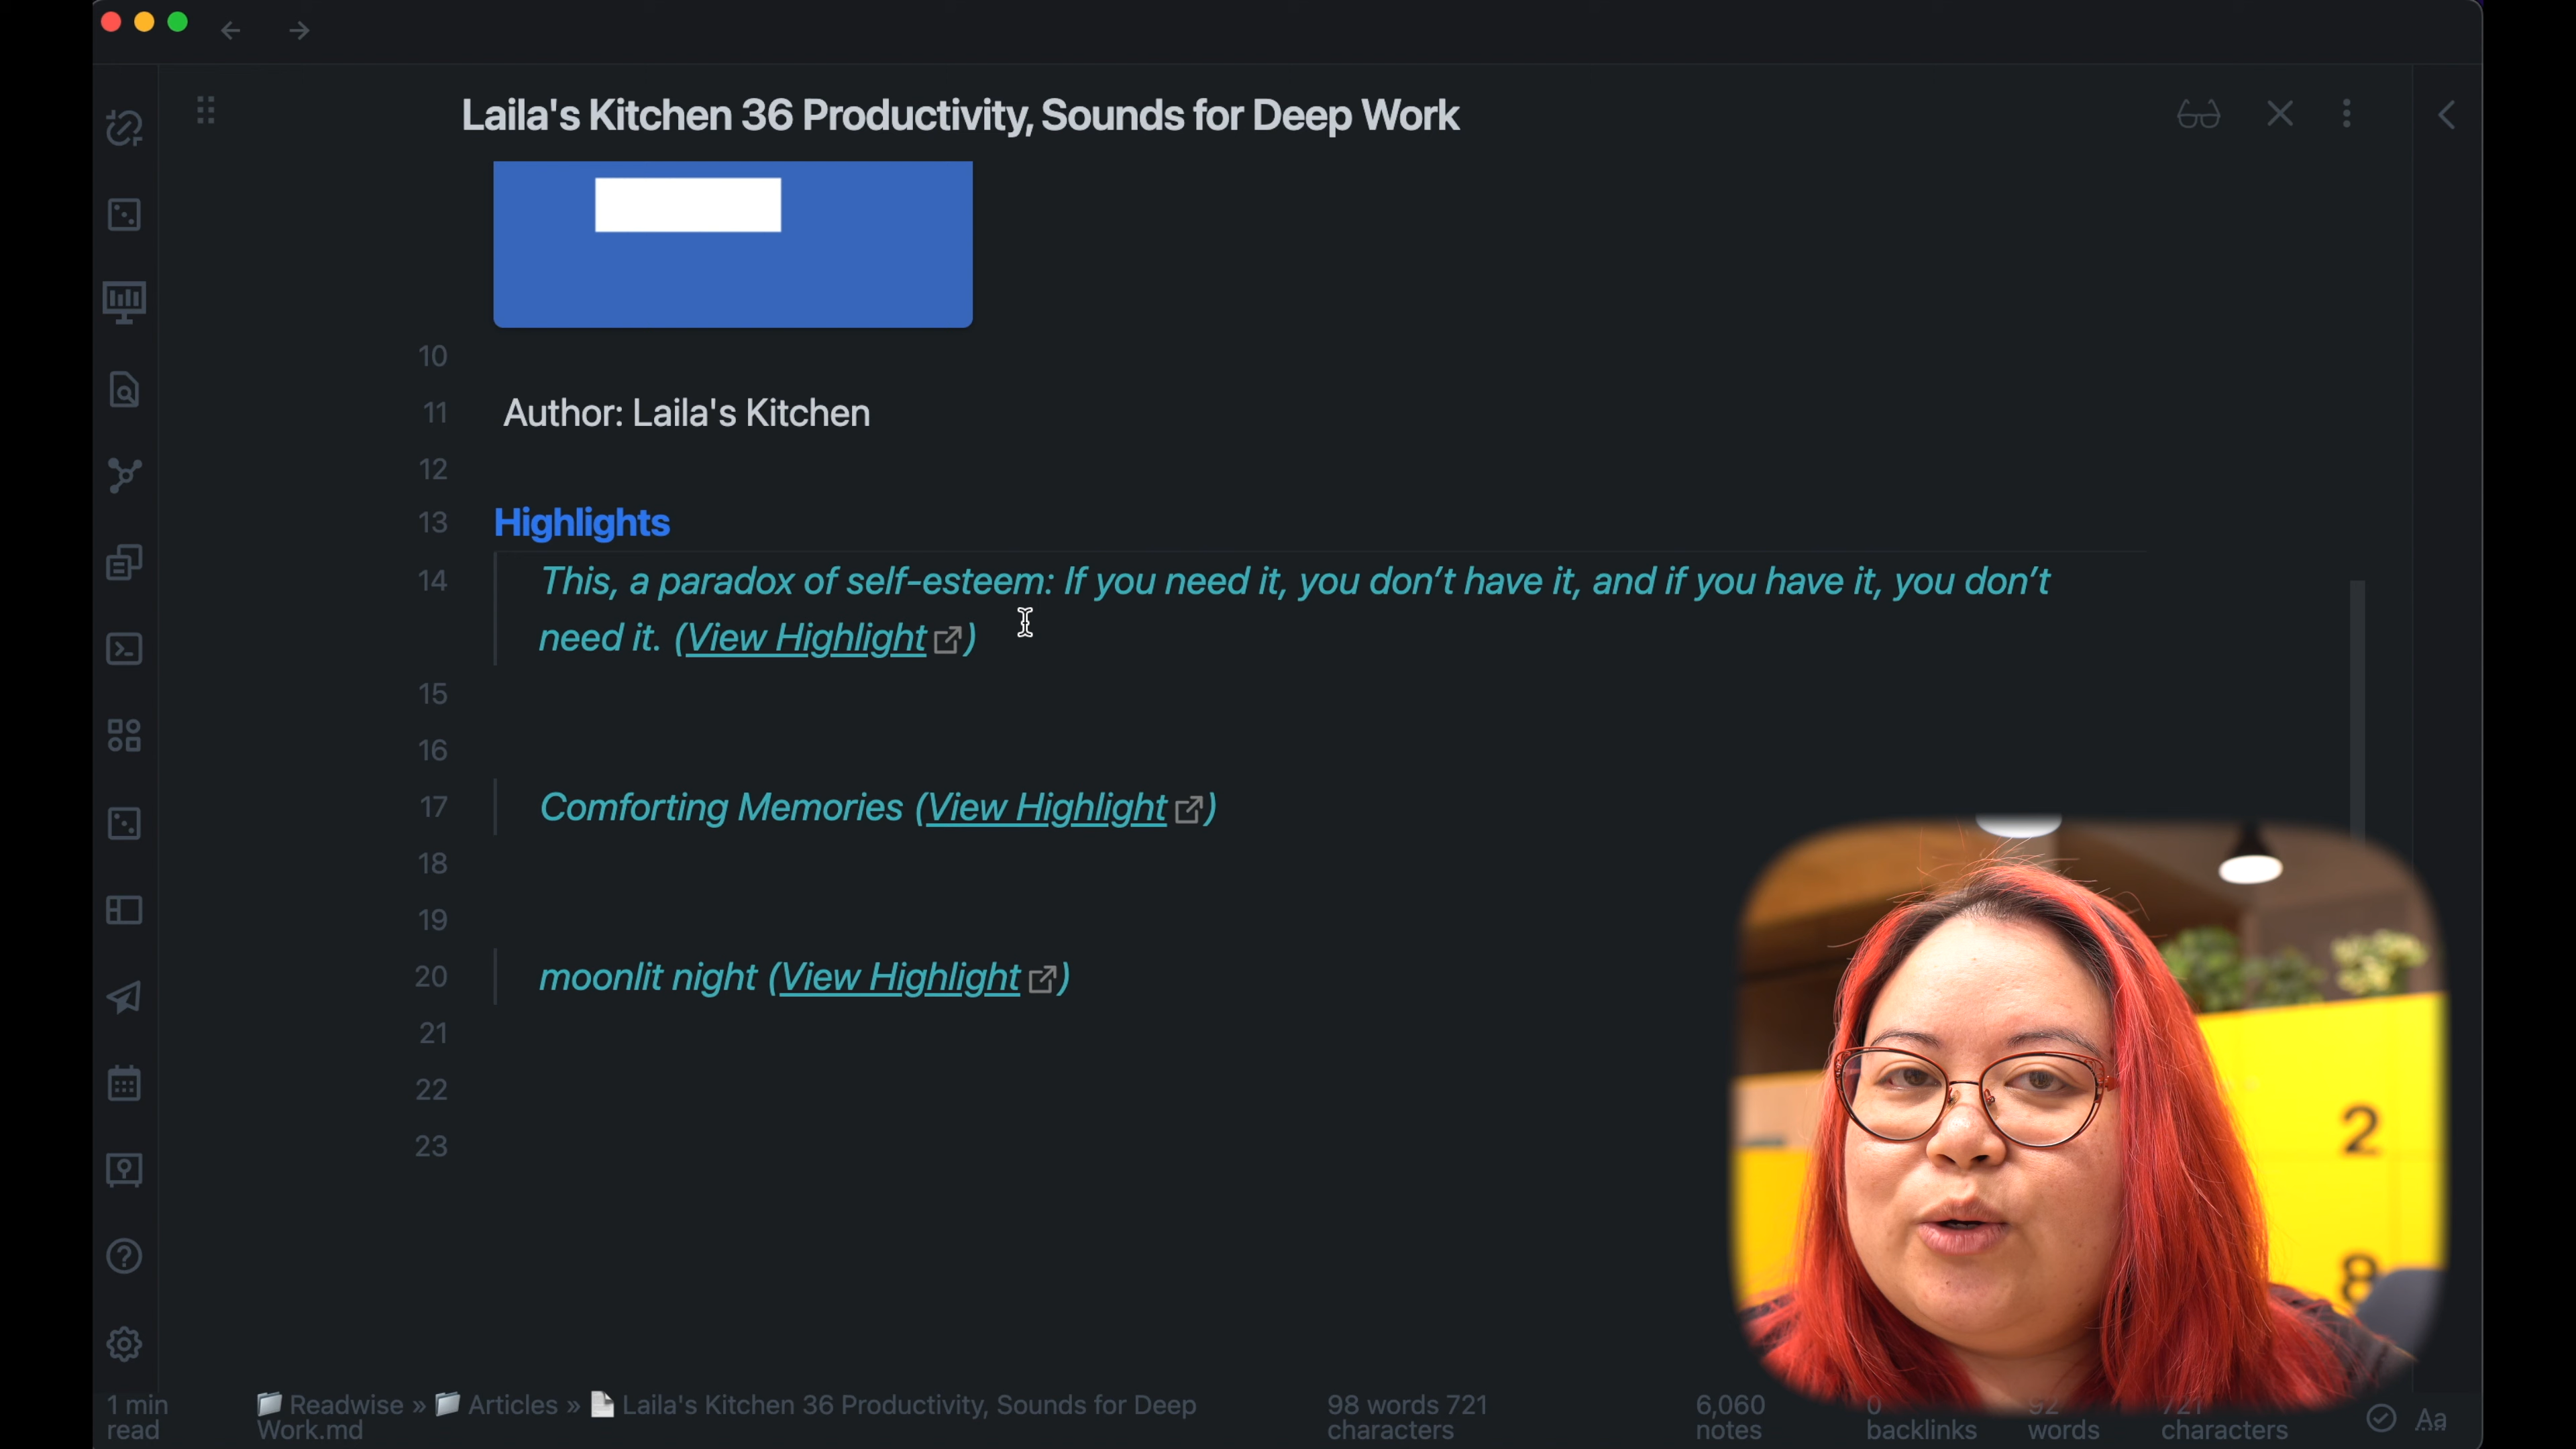 Laila's Kitchen 36 Productivity, Sounds for Deep Work
10
11 Author: Laila's Kitchen
12
13 Highlights
14 This, a paradox of self-esteem: If you need it, you don’t have it, and if you have it, you don’t
need it. (View Highlight)
15
16
17 Comforting Memories (View Highlight)
18
19
20 moonlit night (View Highlight)
21
22
23
2
8
1 min
read
Readwise » Articles » Laila's Kitchen 36 Productivity, Sounds for Deep
Work.md
98 words 721
characters
6,060
notes
0
backlinks
92
words
721
characters
Aa